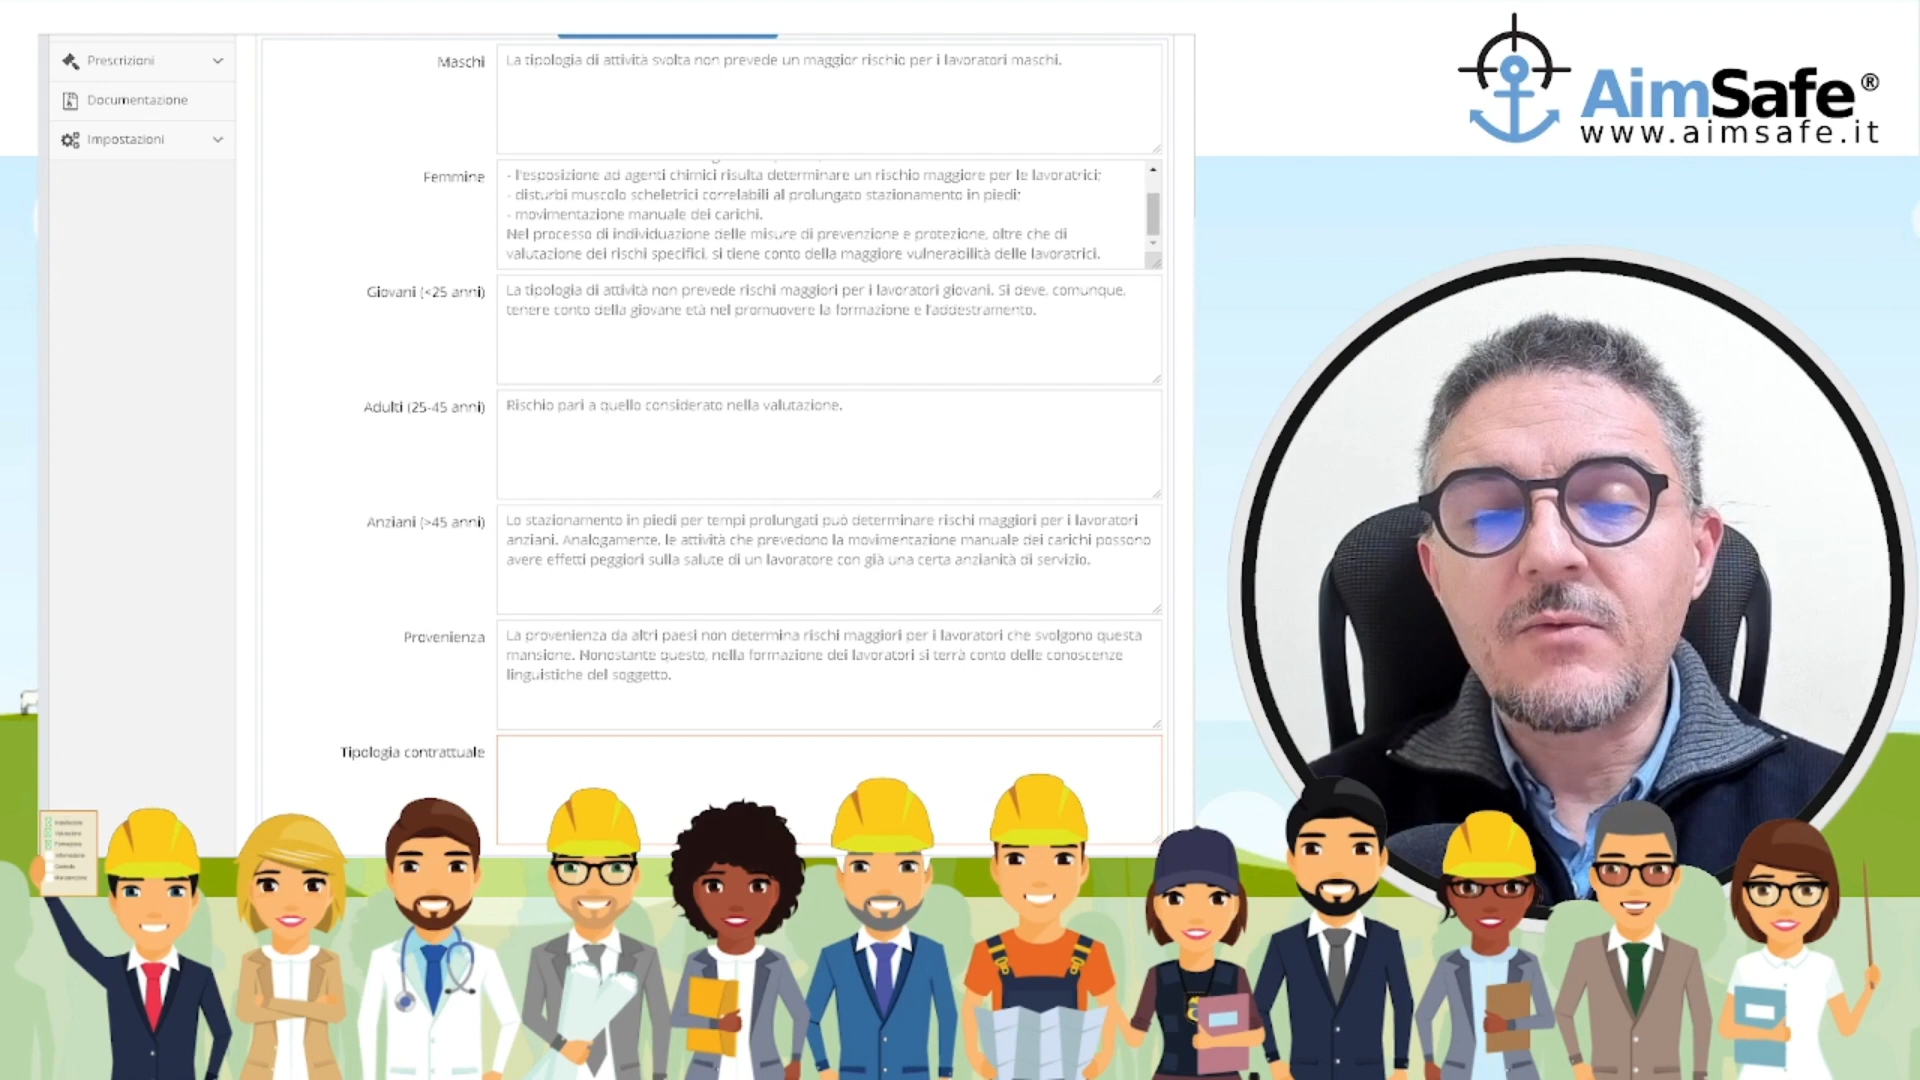 Prescrizioni
Documentazione
Impostazioni
Maschi
La tipologia di attività svolta non prevede un maggior rischio per i lavoratori maschi.
Femmine
- l'esposizione ad agenti chimici risulta determinare un rischio maggiore per le lavoratrici;
- disturbi muscolo scheletrici correlabili al prolungato stazionamento in piedi;
- movimentazione manuale dei carichi.
Nel processo di individuazione delle misure di prevenzione e protezione, oltre che di
valutazione dei rischi specifici, si tiene conto della maggiore vulnerabilità delle lavoratrici.
Giovani (<25 anni)
La tipologia di attività non prevede rischi maggiori per i lavoratori giovani. Si deve, comunque,
tenere conto della giovane età nel promuovere la formazione e l'addestramento.
Adulti (25-45 anni)
Rischio pari a quello considerato nella valutazione.
Anziani (>45 anni)
Lo stazionamento in piedi per tempi prolungati può determinare rischi maggiori per i lavoratori
anziani. Analogamente, le attività che prevedono la movimentazione manuale dei carichi possono
avere effetti peggiori sulla salute di un lavoratore con già una certa anzianità di servizio.
Provenienza
La provenienza da altri paesi non determina rischi maggiori per i lavoratori che svolgono questa
mansione. Nonostante questo, nella formazione dei lavoratori si terrà conto delle conoscenze
linguistiche del soggetto.
Tipologia contrattuale
AimSafe®
www.aimsafe.it